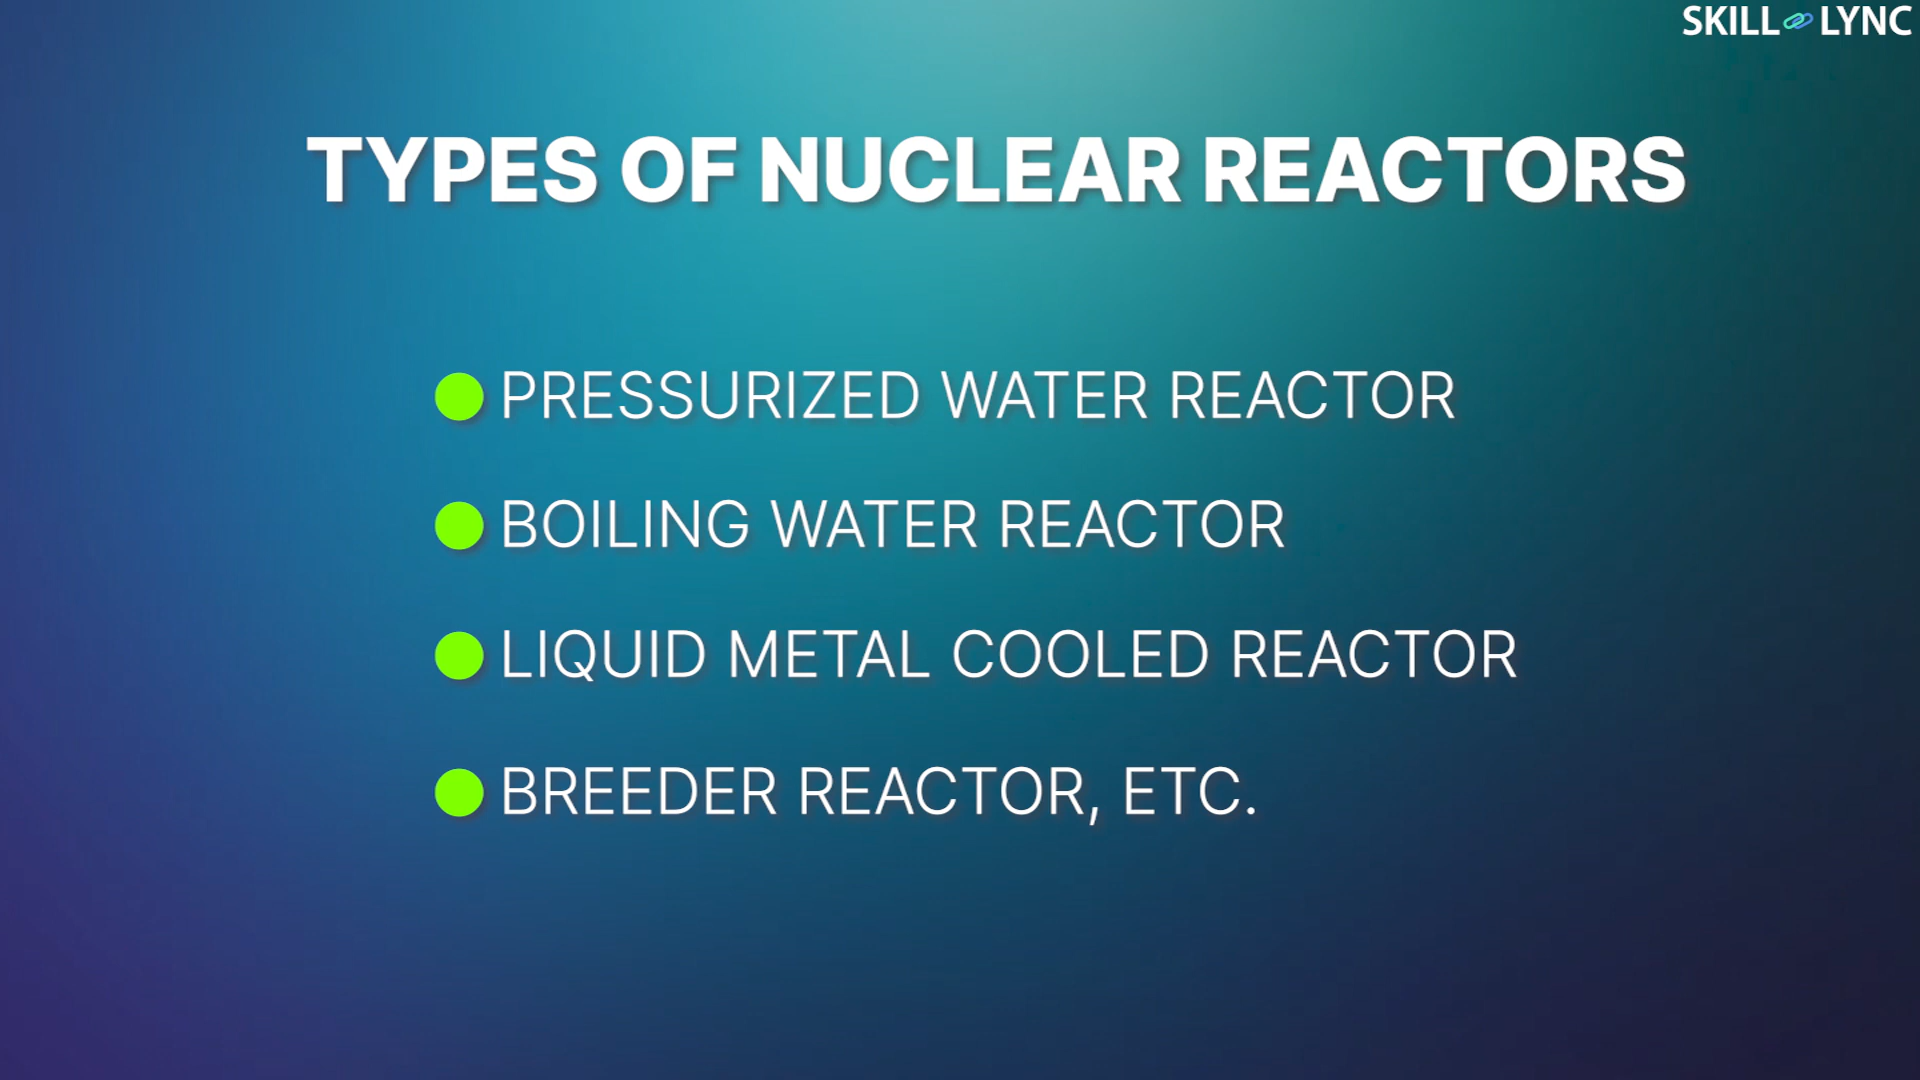 SKILL LYNC
TYPES OF NUCLEAR REACTORS
PRESSURIZED WATER REACTOR
BOILING WATER REACTOR
LIQUID METAL COOLED REACTOR
BREEDER REACTOR, ETC.